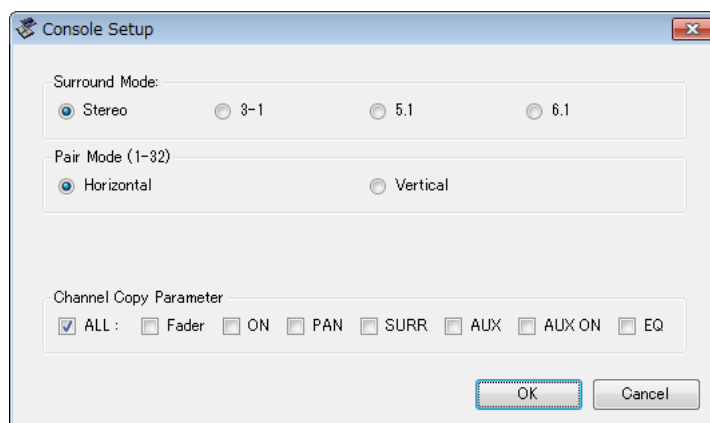 Console Setup
Surround Mode:
Stereo 3-1 5.1 6.1
Pair Mode (1-32)
Horizontal Vertical
Channel Copy Parameter
ALL : Fader ON PAN SURR AUX AUX ON EQ
OK Cancel